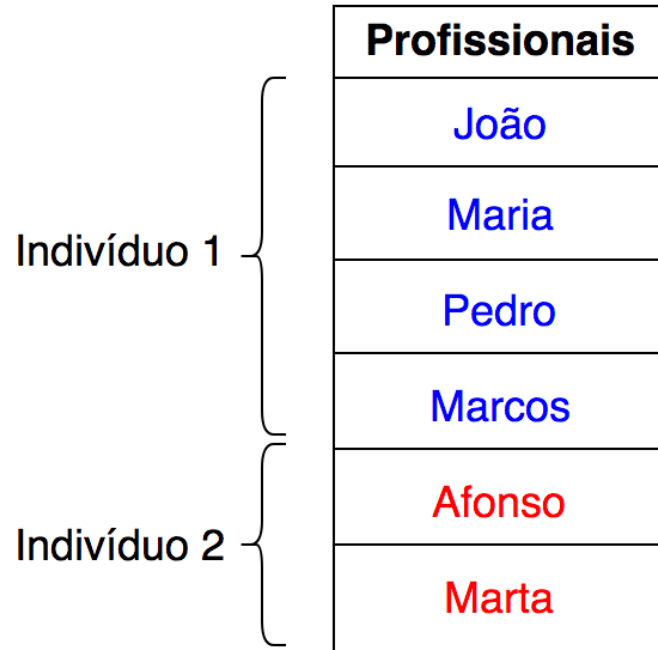 Profissionais
João
Maria
Indivíduo 1
Pedro
Marcos
Afonso
Indivíduo 2
Marta